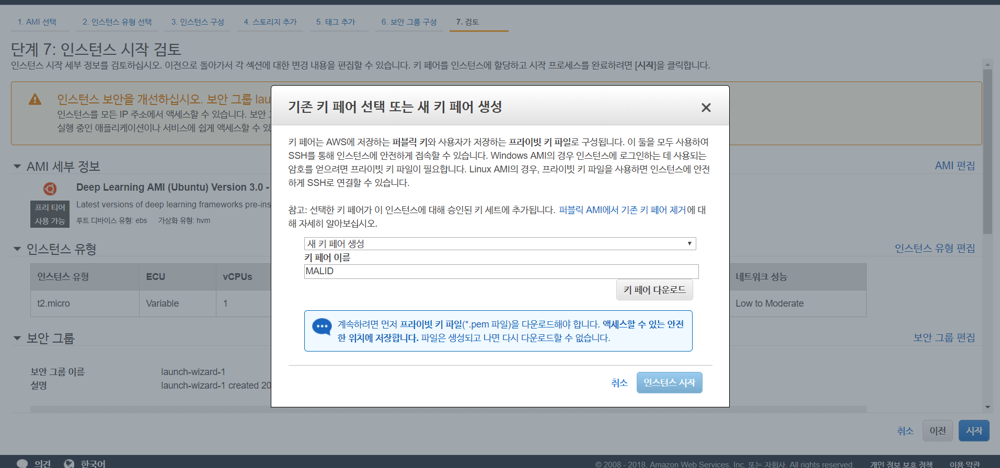 1. AMI 선택
2. 인스턴스 유형 선택
3. 인스턴스 구성
4. 스토리지 추가
5. 태그 추가
6. 보안 그룹 구성
7. 검토
단계 7: 인스턴스 시작 검토
인스턴스 시작 세부 정보를 검토하십시오. 이전으로 돌아가서 각 섹션에 대한 변경 내용을 편집할 수 있습니다. 키 페어를 인스턴스에 할당하고 시작 프로세스를 완료하려면 [시작]을 클릭합니다.
인스턴스 보안을 개선하십시오. 보안 그룹 lau
인스턴스를 모든 IP 주소에서 액세스할 수 있습니다. 보안
실행 중인 애플리케이션이나 서비스에 쉽게 액세스할 수 있
기존 키 페어 선택 또는 새 키 페어 생성
키 페어는 AWS에 저장하는 퍼블릭 키와 사용자가 저장하는 프라이빗 키 파일로 구성됩니다. 이 둘을 모두 사용하여
SSH를 통해 인스턴스에 안전하게 접속할 수 있습니다. Windows AMI의 경우 인스턴스에 로그인하는 데 사용되는
암호를 얻으려면 프라이빗 키 파일이 필요합니다. Linux AMI의 경우, 프라이빗 키 파일을 사용하면 인스턴스에 안전
하게 SSH로 연결할 수 있습니다.
참고: 선택한 키 페어가 이 인스턴스에 대해 승인된 키 세트에 추가됩니다. 퍼블릭 AMI에서 기존 키 페어 제거에 대
해 자세히 알아보십시오.
새 키 페어 생성
키 페어 이름
MALID
키 페어 다운로드
계속하려면 먼저 프라이빗 키 파일(*.pem 파일)을 다운로드해야 합니다. 액세스할 수 있는 안전
한 위치에 저장합니다. 파일은 생성되고 나면 다시 다운로드할 수 없습니다.
취소
인스턴스 시작
AMI 세부 정보
AMI 편집
Deep Learning AMI (Ubuntu) Version 3.0 -
프리 티어
사용 가능
Latest versions of deep learning frameworks pre-ins
루트 디바이스 유형: ebs 가상화 유형: hvm
인스턴스 유형
인스턴스 유형 편집
인스턴스 유형 ECU vCPUs 네트워크 성능
t2.micro Variable 1 Low to Moderate
보안 그룹
보안 그룹 편집
보안 그룹 이름 launch-wizard-1
설명 launch-wizard-1 created 20
취소 이전 시작
의견 한국어
© 2008 - 2018, Amazon Web Services, Inc. 또는 자회사. All rights reserved. 개인 정보 보호 정책 이용 약관